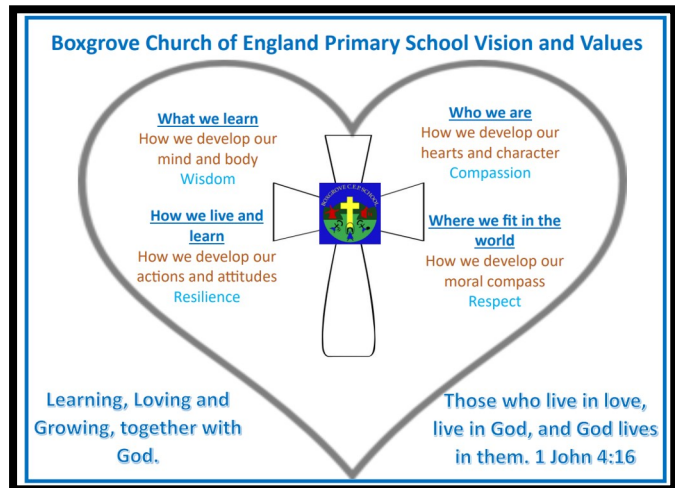 Boxgrove Church of England Primary School Vision and Values
What we learn
How we develop our
mind and body
Wisdom
Who we are
How we develop our
hearts and character
Compassion
BOXGROVE C.E.P. SCHOOL
How we live and
learn
How we develop our
actions and attitudes
Resilience
Where we fit in the
world
How we develop our
moral compass
Respect
Learning, Loving and
Growing, together with
God.
Those who live in love,
live in God, and God lives
in them. 1 John 4:16